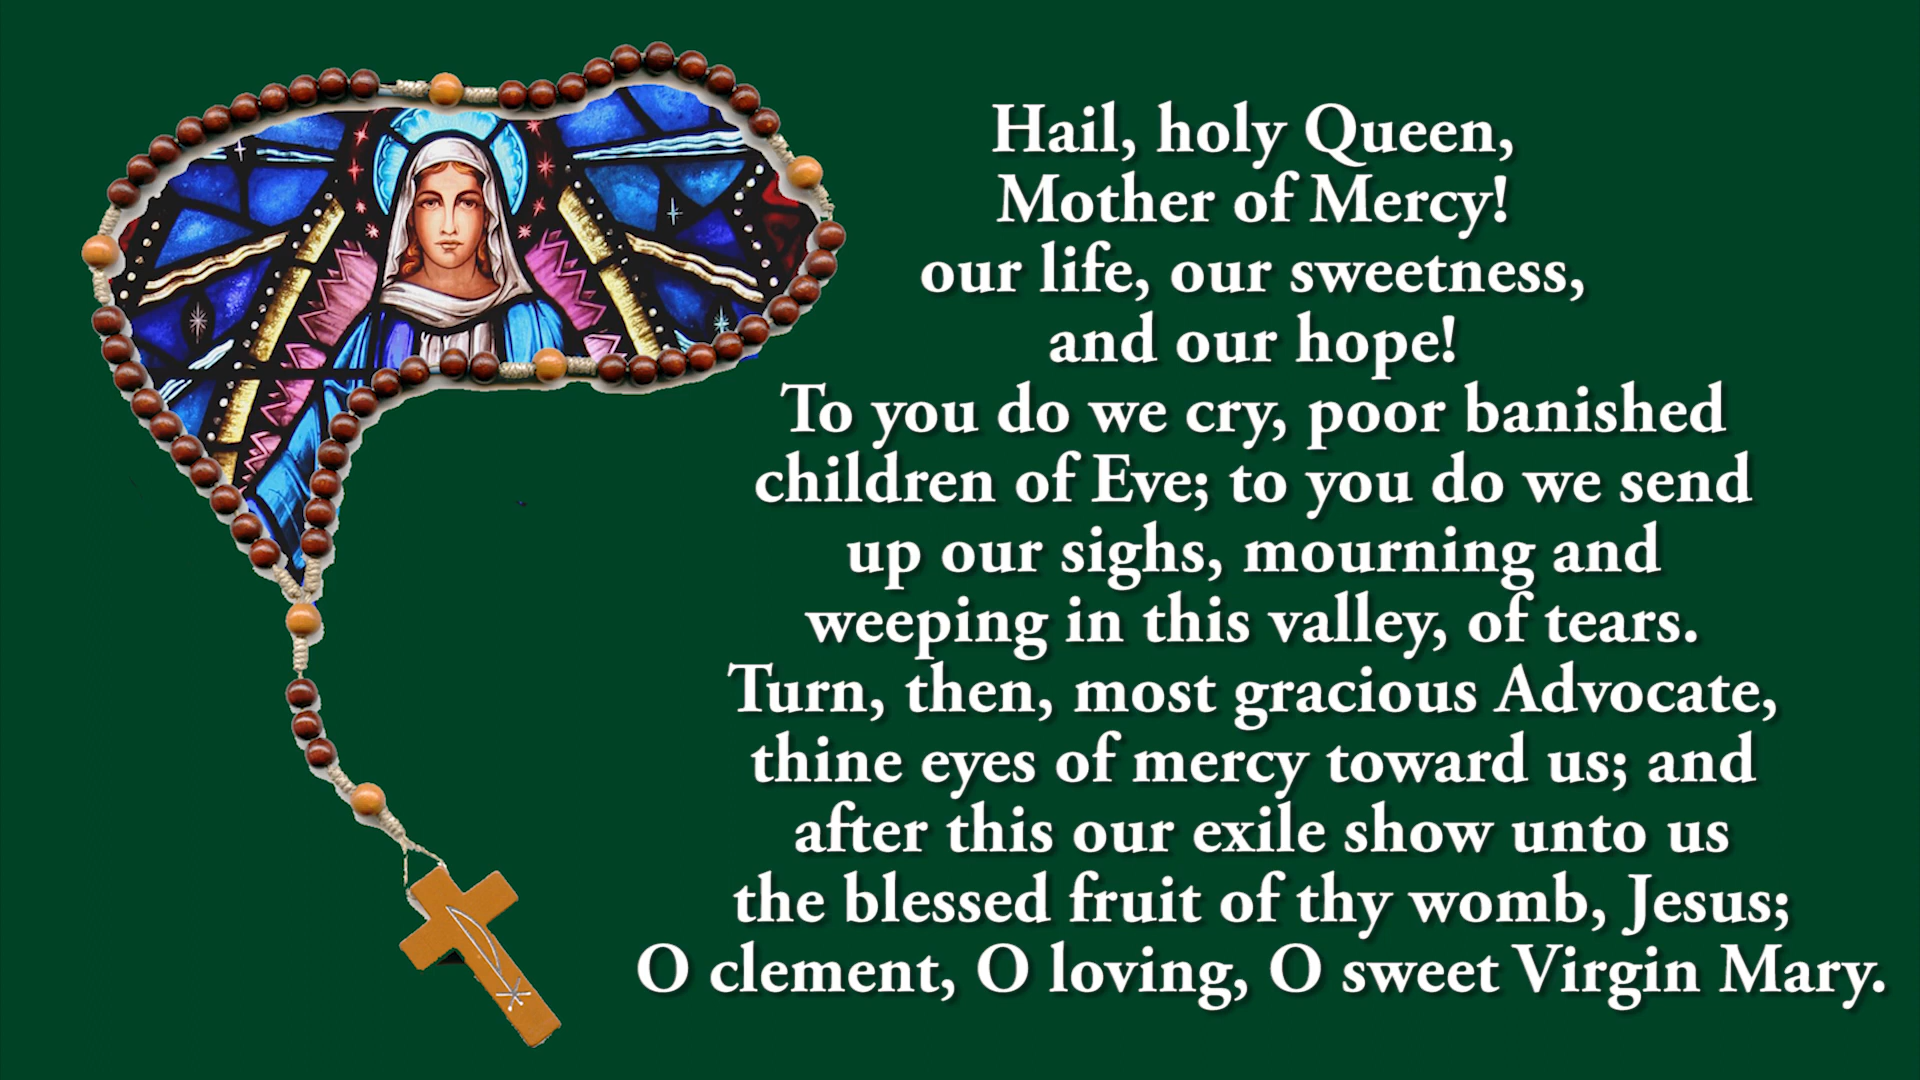 Hail, holy Queen,
Mother of Mercy!
our life, our sweetness,
and our hope!
To you do we cry, poor banished
children of Eve; to you do we send
up our sighs, mourning and
weeping in this valley, of tears.
Turn, then, most gracious Advocate,
thine eyes of mercy toward us; and
after this our exile show unto us
the blessed fruit of thy womb, Jesus;
O clement, O loving, O sweet Virgin Mary.